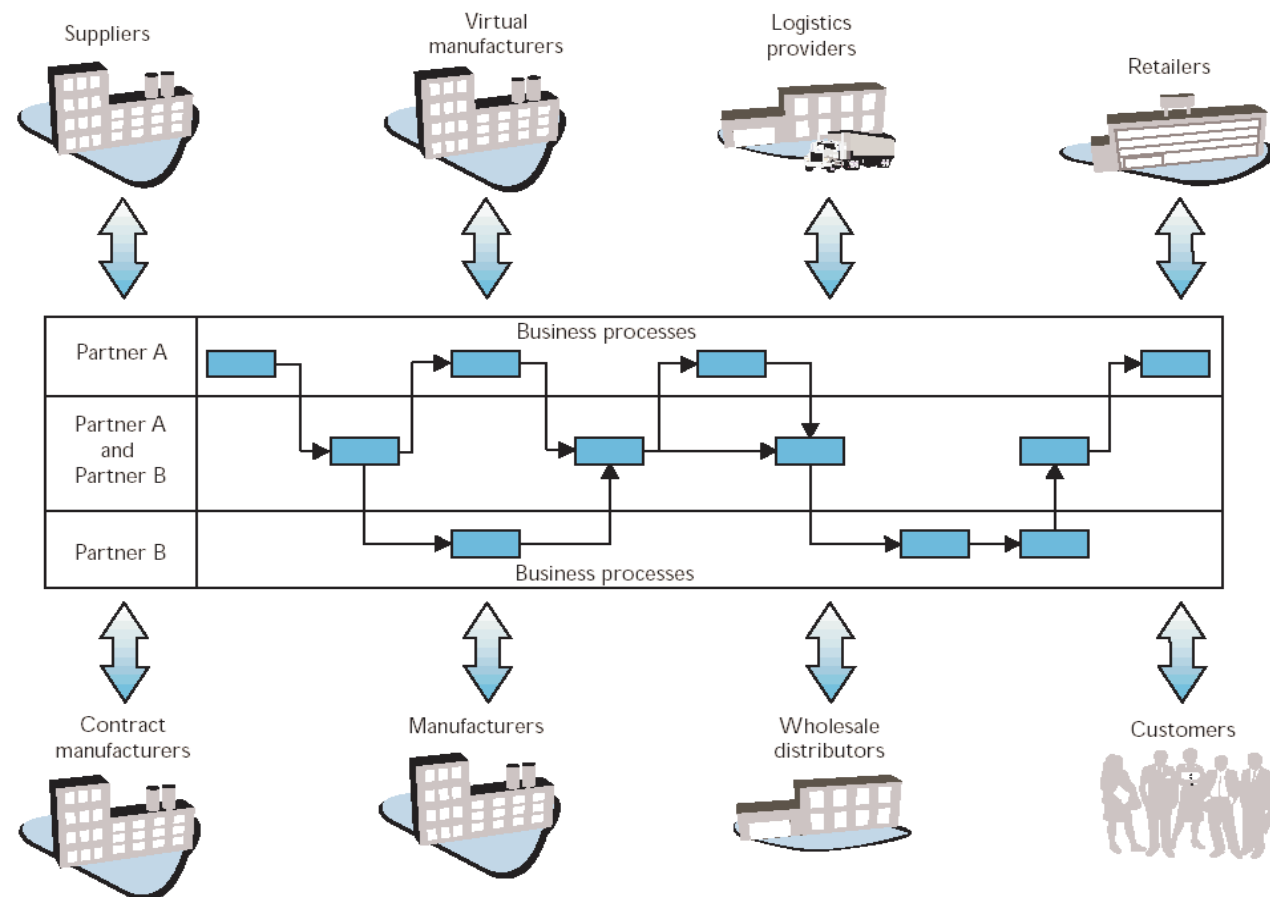 Suppliers
Virtual
manufacturers
Logistics
providers
Retailers
Business processes
Partner A
Partner A
and
Partner B
Partner B
Business processes
Contract
manufacturers
Manufacturers
Wholesale
distributors
Customers